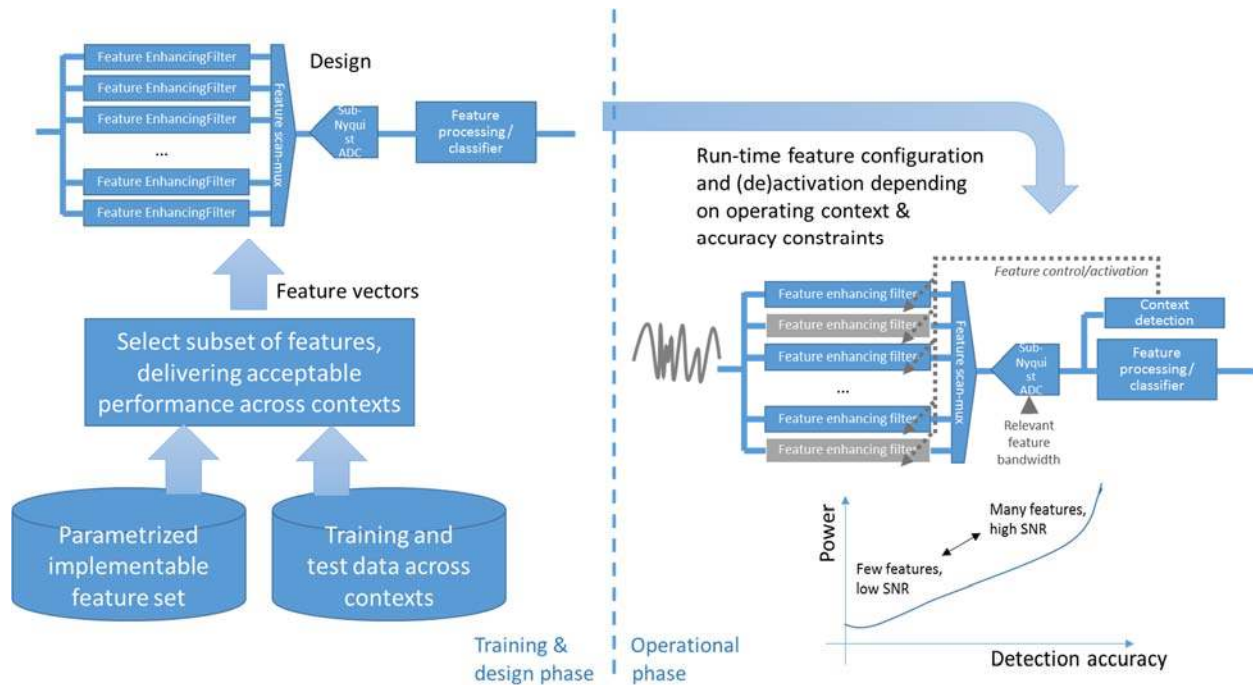 Feature EnhancingFilter
Feature EnhancingFilter
Feature EnhancingFilter
...
Feature EnhancingFilter
Feature EnhancingFilter
Feature scan-mux
Design
Sub-
Nyqui
st
ADC
Feature
processing/
classifier
Feature vectors
Select subset of features,
delivering acceptable
performance across contexts
Parametrized
implementable
feature set
Training and
test data across
contexts
Training &
design phase
Run-time feature configuration
and (de)activation depending
on operating context &
accuracy constraints
Feature control/activation
Feature enhancing filter
Feature enhancing filter
Feature enhancing filter
...
Feature enhancing filter
Feature enhancing filter
Feature scan-mux
Sub-
Nyqui
st
ADC
Context
detection
Feature
processing/
classifier
Relevant
feature
bandwidth
Power
Many features,
high SNR
Few features,
low SNR
Detection accuracy
Operational
phase